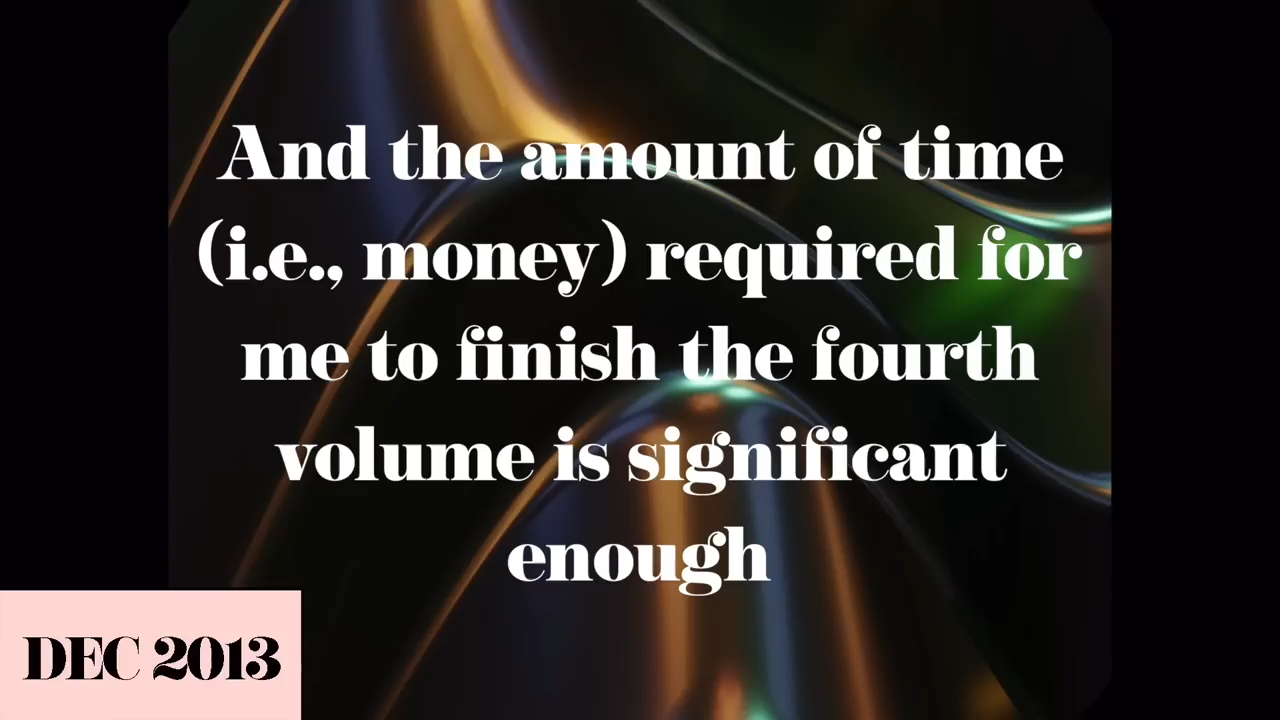 And the amount of time
(i.e., money) required for
me to finish the fourth
volume is significant
enough
DEC 2013